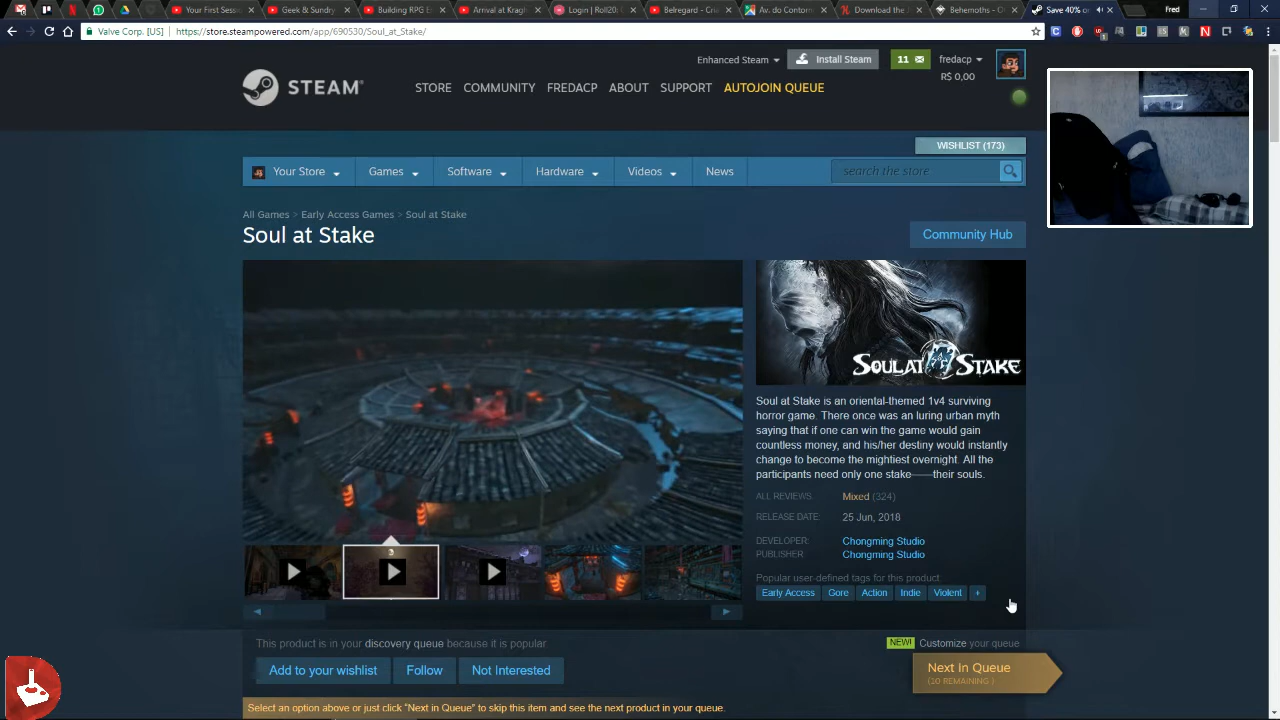 Your First Sess
Geek & Sundry
Building RPG E
Arrival at Kragh
Login | Roll20:
Belregard -
Av. do Contorn
Download the
Behemoths - O
Save 40% o
Fred
Valve Corp. [US]
https://store.steampowered.com/app/690530/Soul_at_Stake/
Enhanced Steam
Install Steam
11
fredacp
R$ 0,00
STEAM
STORE COMMUNITY FREDACP ABOUT SUPPORT AUTOJOIN QUEUE
WISHLIST (173)
Your Store Games Software Hardware Videos News
search the store
All Games > Early Access Games > Soul at Stake
Soul at Stake
Community Hub
SOUL AT STAKE
Soul at Stake is an oriental-themed 1v4 surviving
horror game. There once was an luring urban myth
saying that if one can win the game would gain
countless money, and his/her destiny would instantly
change to become the mightiest overnight. All the
participants need only one stake——their souls.
ALL REVIEWS: Mixed (324)
RELEASE DATE: 25 Jun, 2018
DEVELOPER: Chongming Studio
PUBLISHER: Chongming Studio
Popular user-defined tags for this product:
Early Access Gore Action Indie Violent +
This product is in your discovery queue because it is popular
NEW! Customize your queue
Add to your wishlist
Follow
Not Interested
Next In Queue
(10 REMAINING )
Select an option above or just click "Next in Queue" to skip this item and see the next product in your queue.